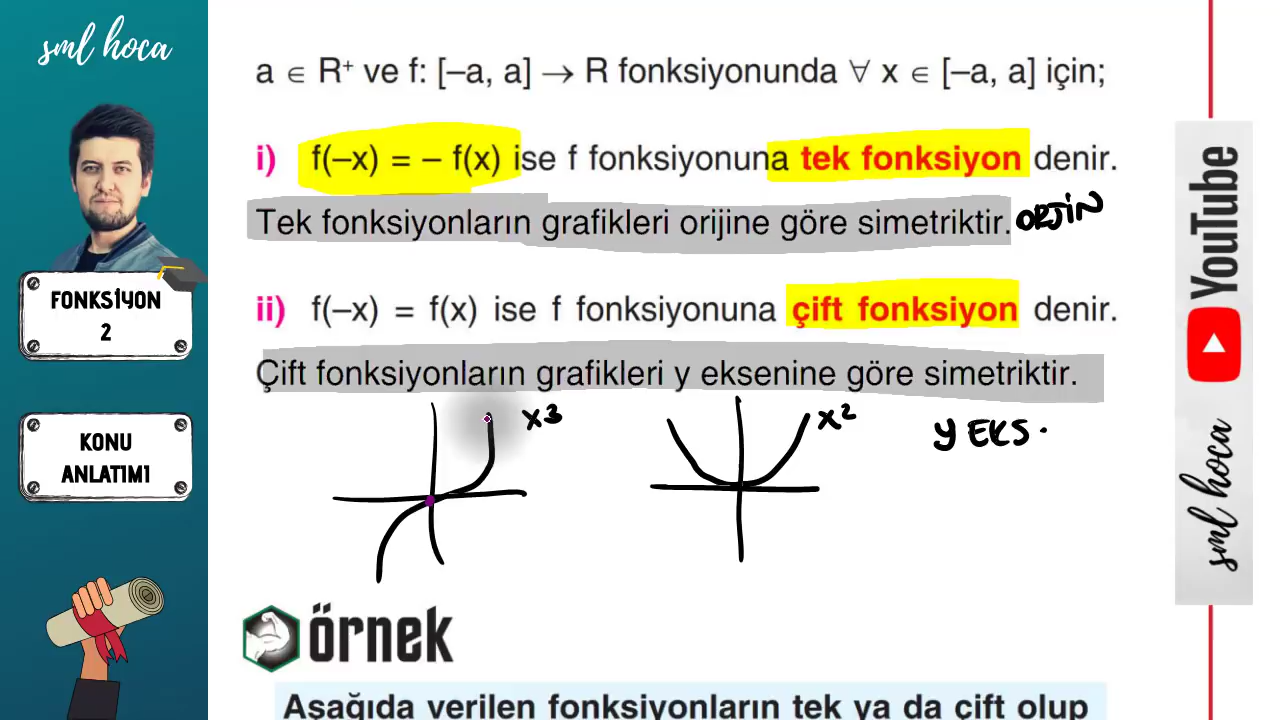 sml hoca
FONKSİYON
2
KONU
ANLATIMI
a ∈ R⁺ ve f: [–a, a] → R fonksiyonunda ∀ x ∈ [–a, a] için;
i) f(–x) = – f(x) ise f fonksiyonuna tek fonksiyon denir.
Tek fonksiyonların grafikleri orijine göre simetriktir. ORJİN
ii) f(–x) = f(x) ise f fonksiyonuna çift fonksiyon denir.
Çift fonksiyonların grafikleri y eksenine göre simetriktir.
x3
x²
y EKS.
örnek
Aşağıda verilen fonksiyonların tek ya da çift olup
YouTube
sml hoca